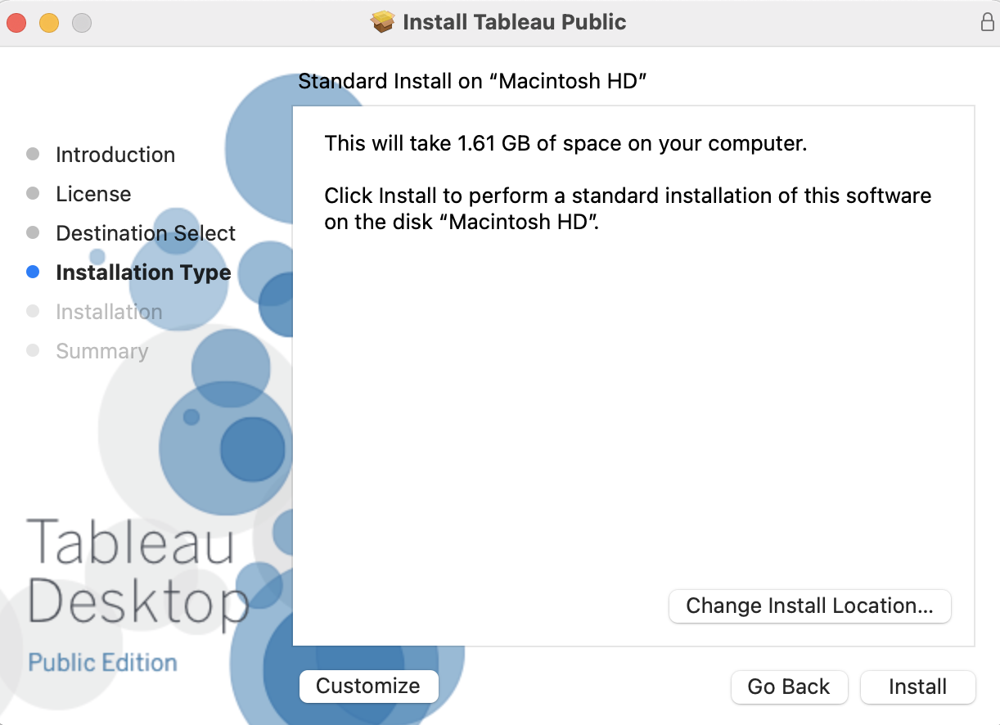 Install Tableau Public
Standard Install on “Macintosh HD”
Introduction
License
Destination Select
Installation Type
Installation
Summary
This will take 1.61 GB of space on your computer.
Click Install to perform a standard installation of this software
on the disk “Macintosh HD”.
Tableau
Desktop
Public Edition
Change Install Location...
Customize
Go Back
Install